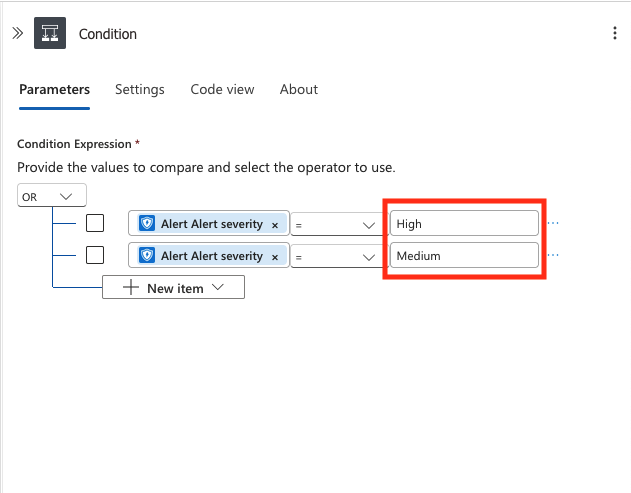 Condition
Parameters Settings Code view About
Condition Expression *
Provide the values to compare and select the operator to use.
OR
Alert Alert severity × = High ...
Alert Alert severity × = Medium ...
New item